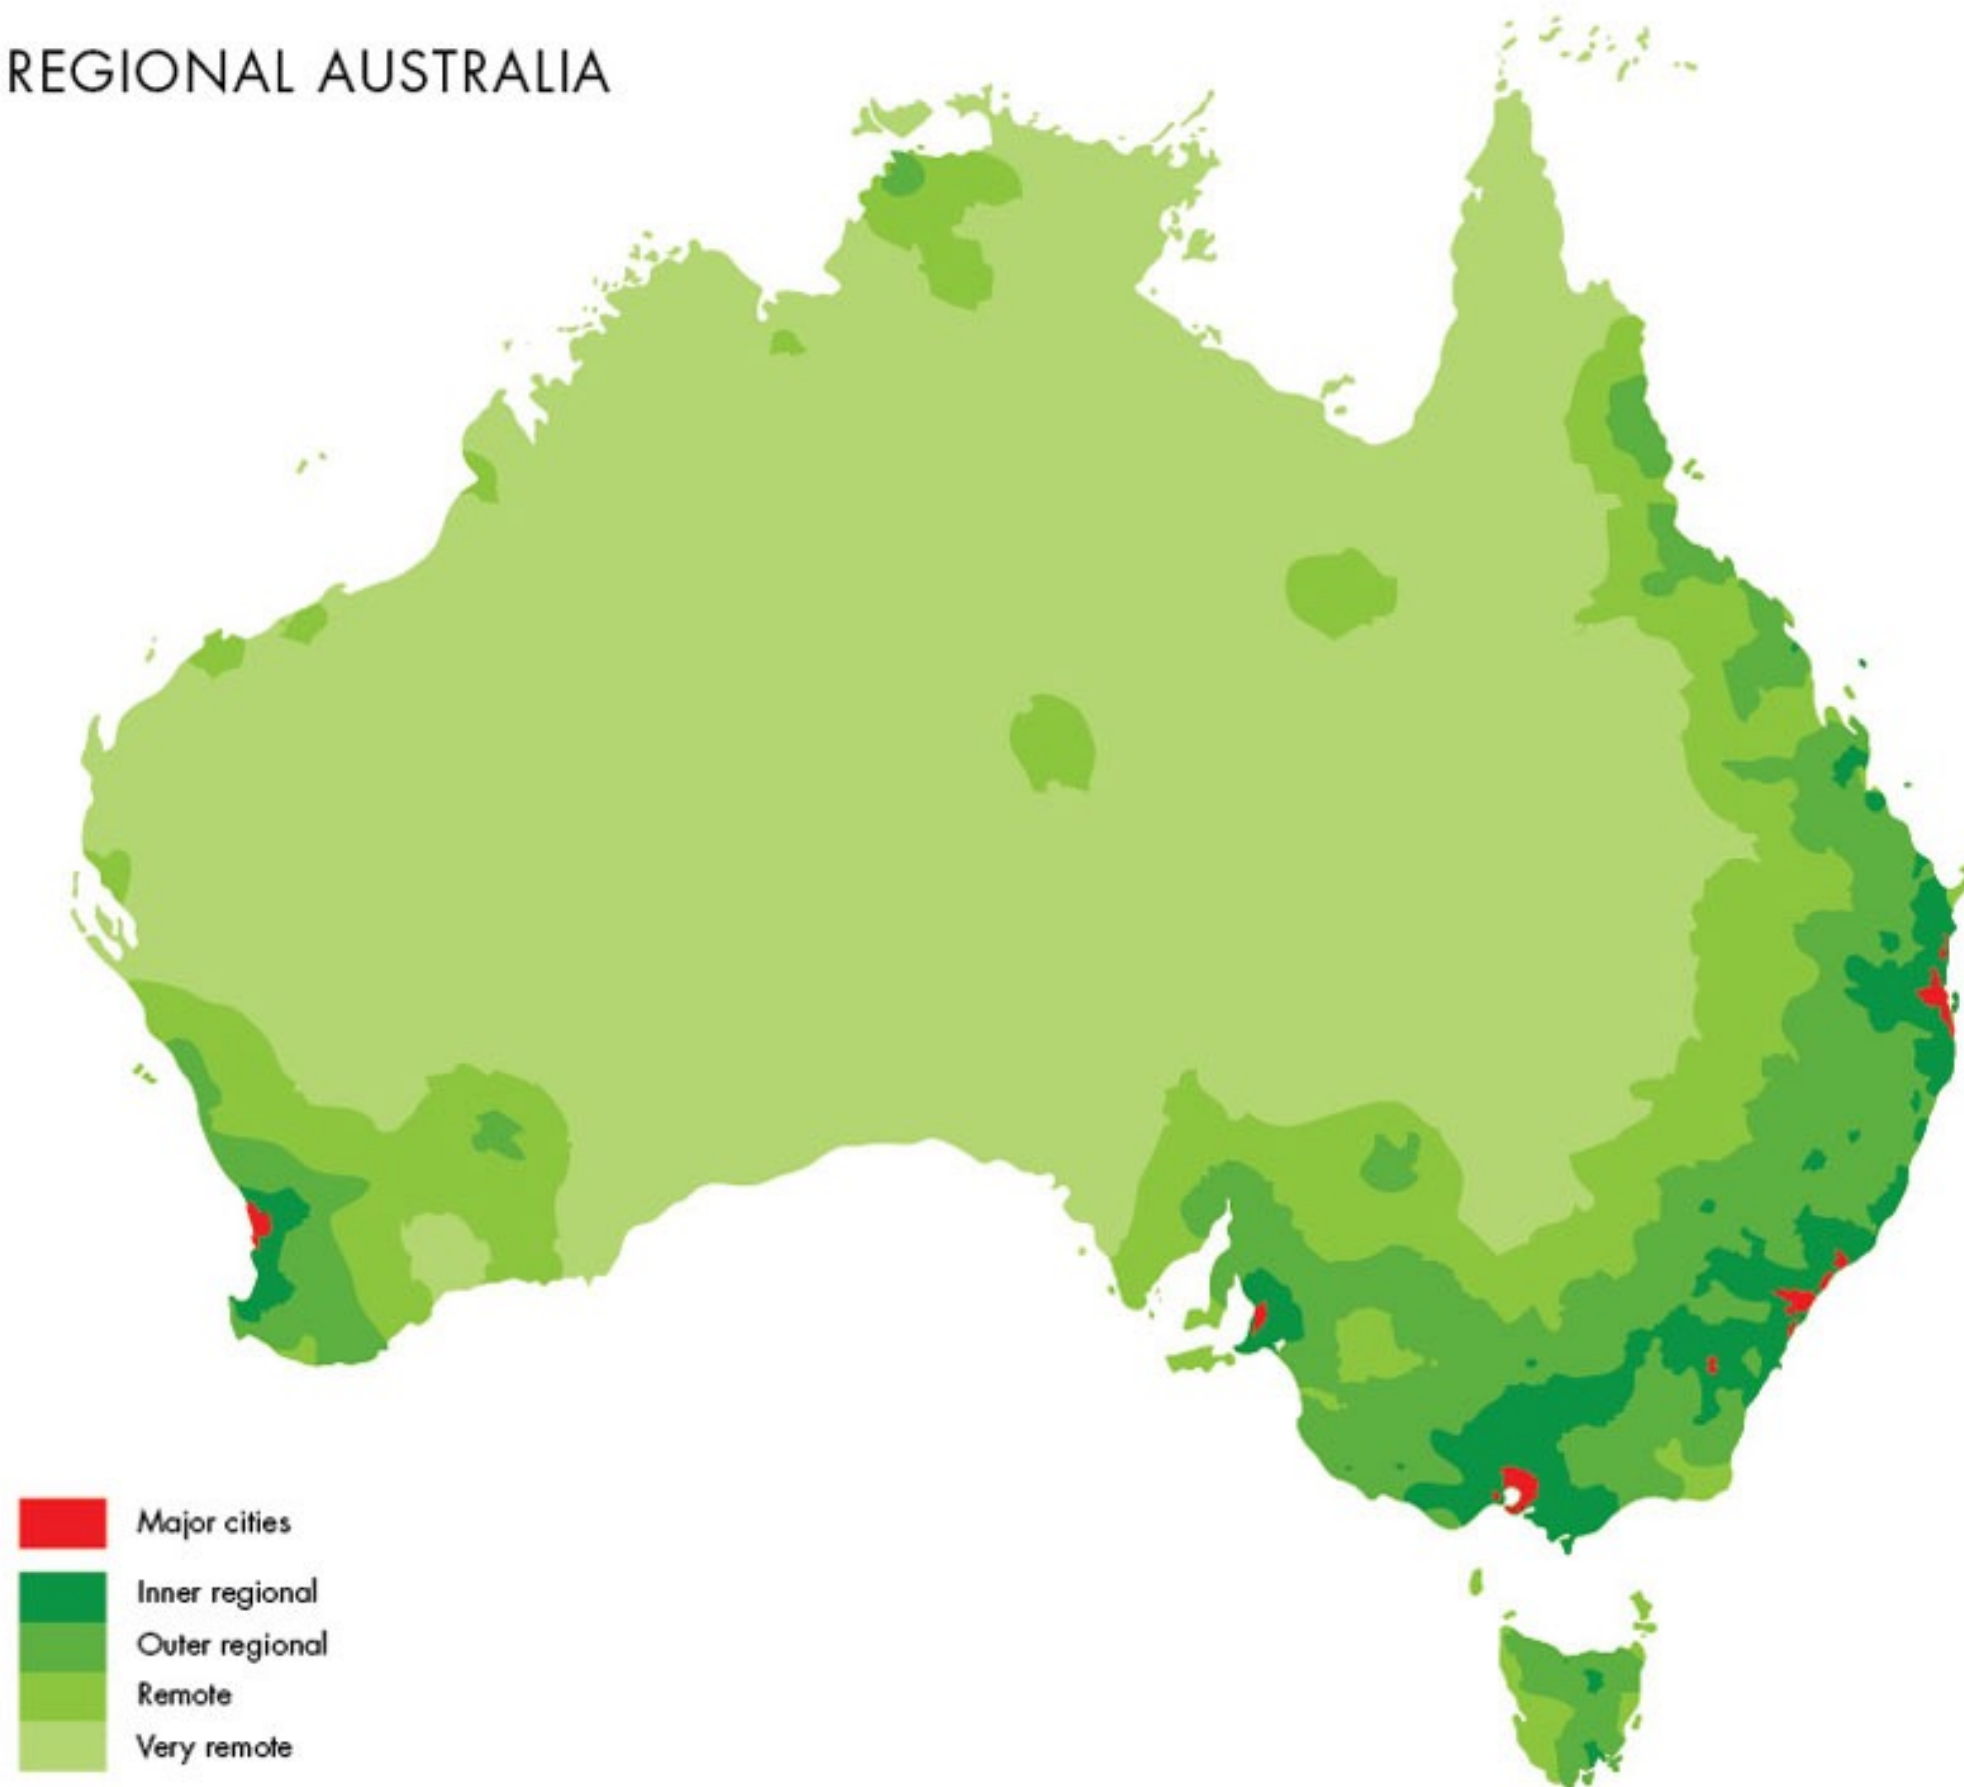 REGIONAL AUSTRALIA
Major cities
Inner regional
Outer regional
Remote
Very remote